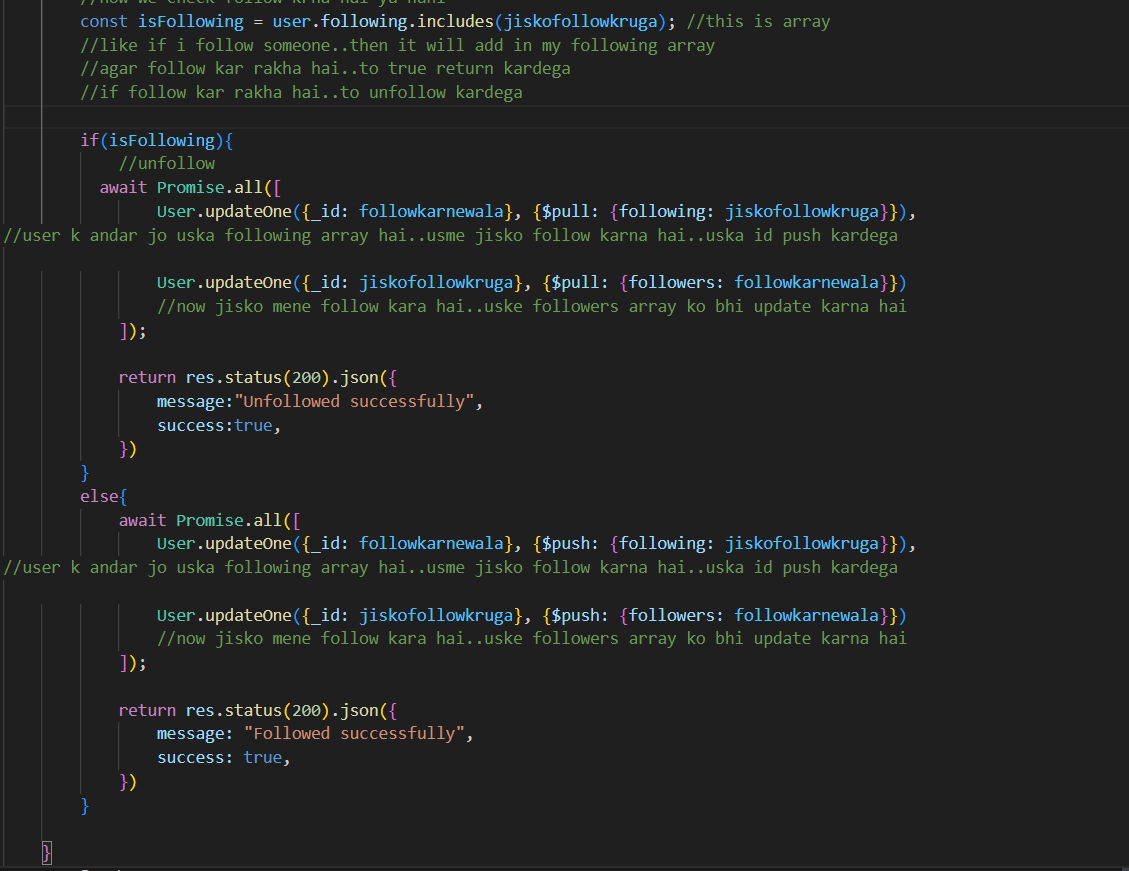 //now we check follow krna hai ya nahi
const isFollowing = user.following.includes(jiskofollowkruga); //this is array
//like if i follow someone..then it will add in my following array
//agar follow kar rakha hai..to true return kardega
//if follow kar rakha hai..to unfollow kardega
if(isFollowing){
//unfollow
await Promise.all([
User.updateOne({_id: followkarnewala}, {$pull: {following: jiskofollowkruga}}),
//user k andar jo uska following array hai..usme jisko follow karna hai..uska id push kardega
User.updateOne({_id: jiskofollowkruga}, {$pull: {followers: followkarnewala}})
//now jisko mene follow kara hai..uske followers array ko bhi update karna hai
]);
return res.status(200).json({
message:"Unfollowed successfully",
success:true,
})
}
else{
await Promise.all([
User.updateOne({_id: followkarnewala}, {$push: {following: jiskofollowkruga}}),
//user k andar jo uska following array hai..usme jisko follow karna hai..uska id push kardega
User.updateOne({_id: jiskofollowkruga}, {$push: {followers: followkarnewala}})
//now jisko mene follow kara hai..uske followers array ko bhi update karna hai
]);
return res.status(200).json({
message: "Followed successfully",
success: true,
})
}
}